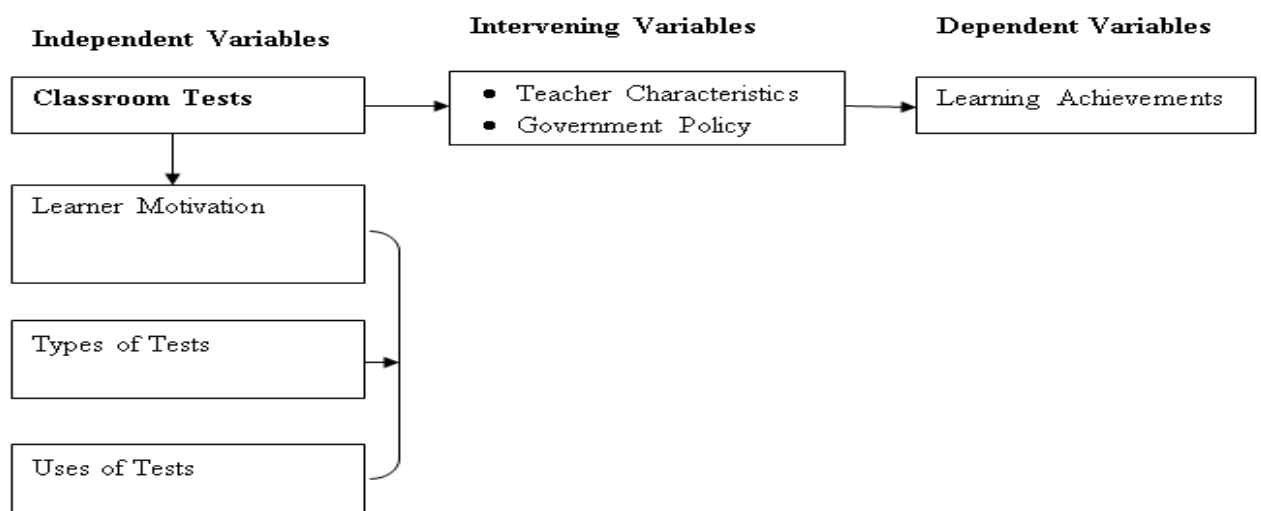 Independent Variables
Intervening Variables
Dependent Variables
Classroom Tests
• Teacher Characteristics
• Government Policy
Learning Achievements
Learner Motivation
Types of Tests
Uses of Tests